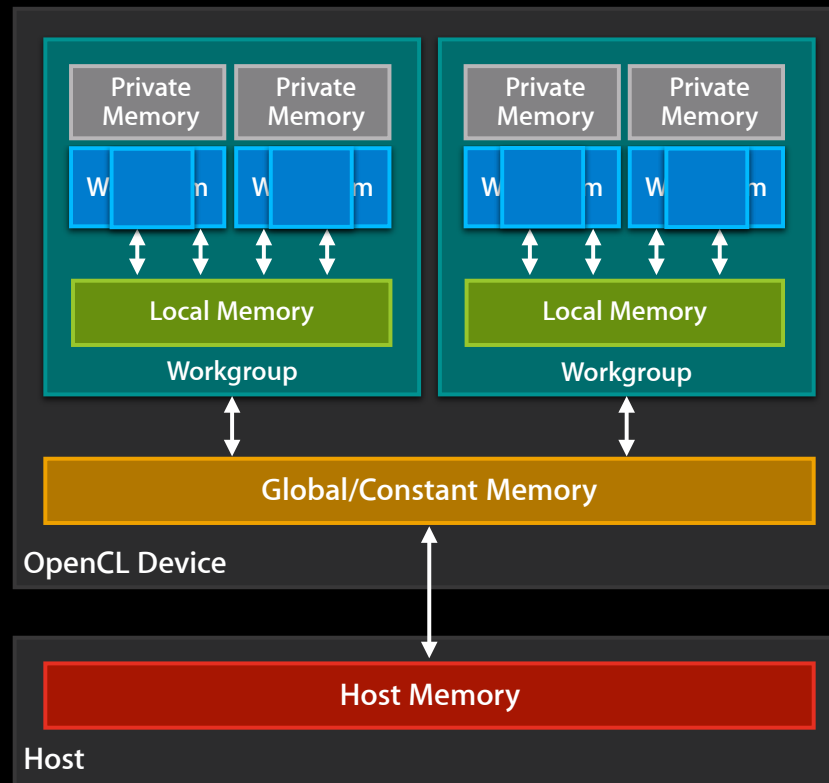 Private
Memory
Private
Memory
Private
Memory
Private
Memory
W m
W m
W m
W m
Local Memory
Local Memory
Workgroup
Workgroup
Global/Constant Memory
OpenCL Device
Host Memory
Host